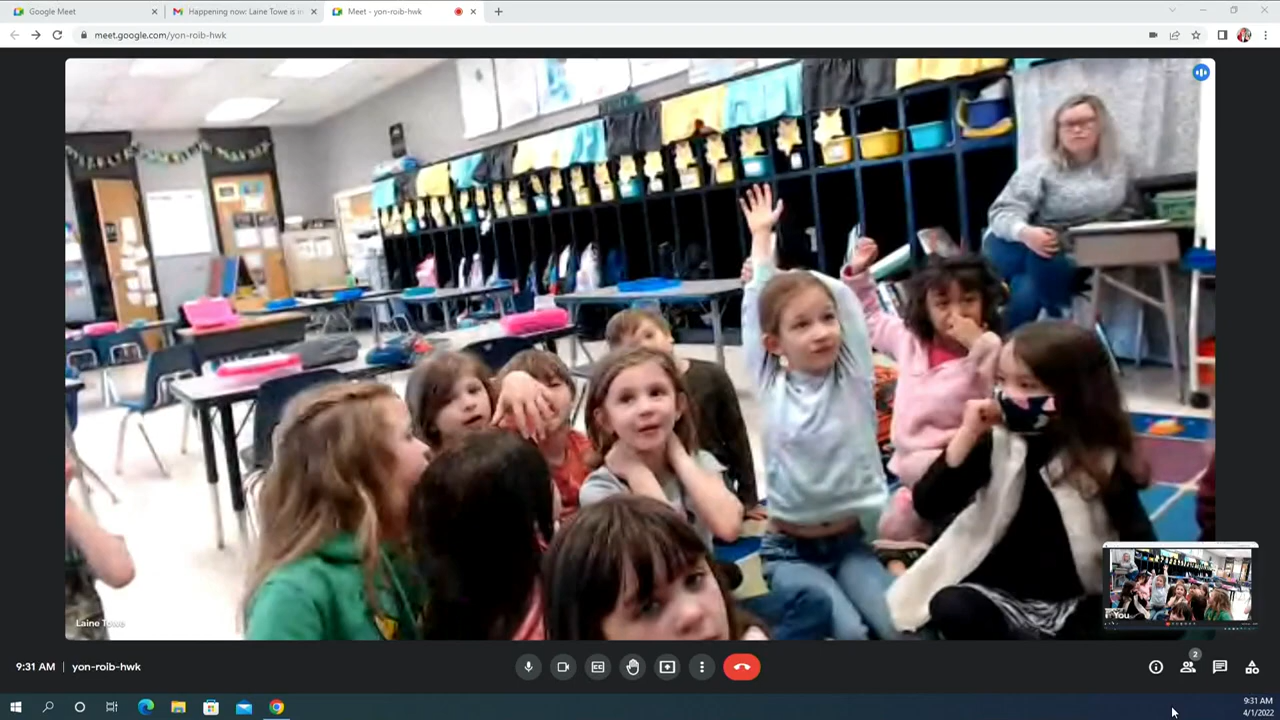 Google Meet
Happening now: Laine Towe is in
Meet - yon-roib-hwk
meet.google.com/yon-roib-hwk
Laine Towe
You
9:31 AM | yon-roib-hwk
2
9:31 AM
4/1/2022